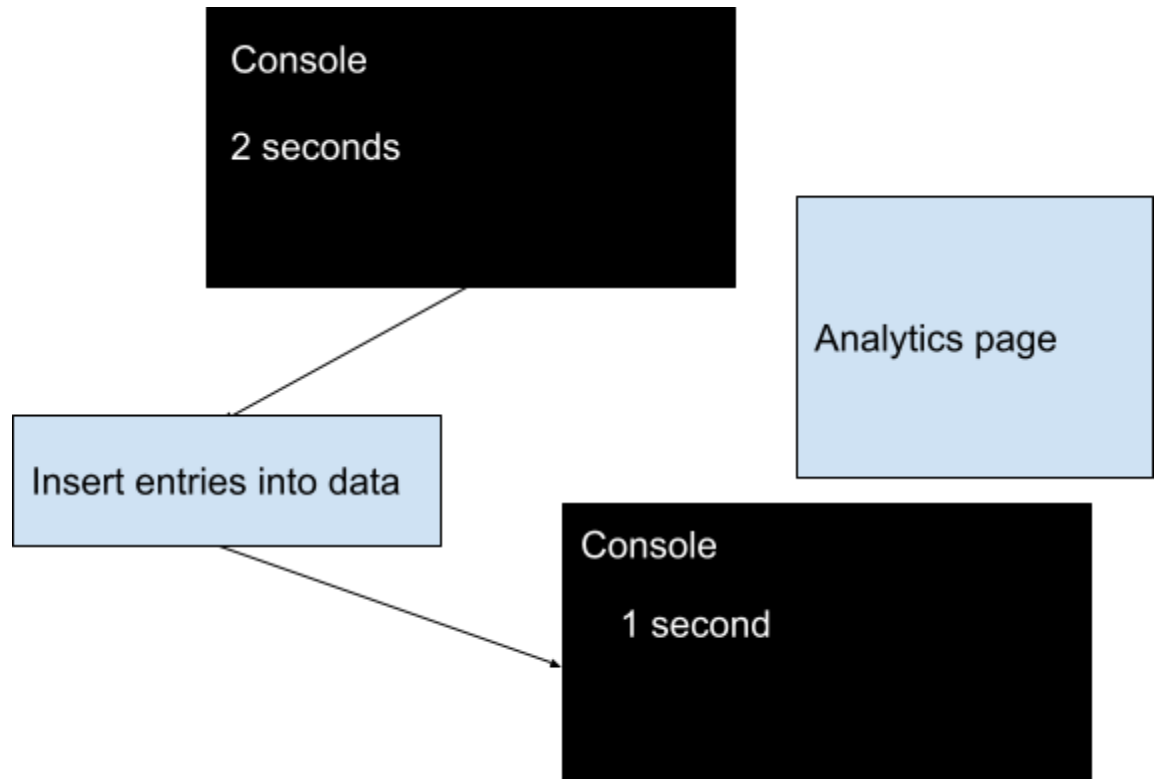 Console
2 seconds
Analytics page
Insert entries into data
Console
1 second